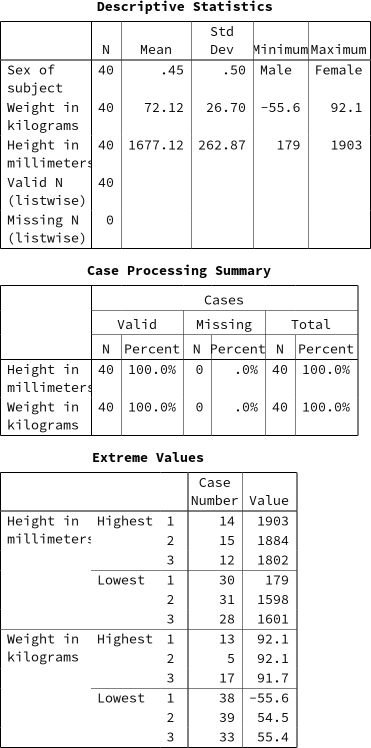 Descriptive Statistics
Std
N Mean Dev Minimum Maximum
Sex of 40 .45 .50 Male Female
subject
Weight in 40 72.12 26.70 −55.6 92.1
kilograms
Height in 40 1677.12 262.87 179 1903
millimeters
Valid N 40
(listwise)
Missing N 0
(listwise)
Case Processing Summary
Cases
Valid Missing Total
N Percent N Percent N Percent
Height in 40 100.0% 0 .0% 40 100.0%
millimeters
Weight in 40 100.0% 0 .0% 40 100.0%
kilograms
Extreme Values
Case
Number Value
Height in Highest 1 14 1903
millimeters 2 15 1884
3 12 1802
Lowest 1 30 179
2 31 1598
3 28 1601
Weight in Highest 1 13 92.1
kilograms 2 5 92.1
3 17 91.7
Lowest 1 38 −55.6
2 39 54.5
3 33 55.4